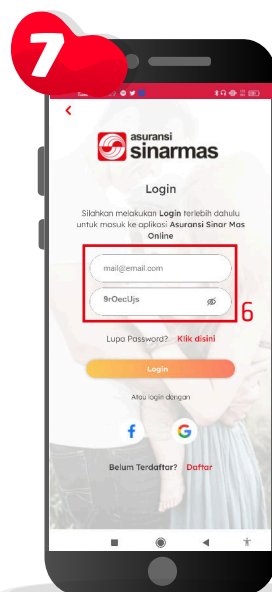 7
asuransi
sinarmas
Login
Silahkan melakukan Login terlebih dahulu
untuk masuk ke aplikasi Asuransi Sinar Mas
Online
mail@email.com
9rOecUjs
6
Lupa Password? Klik disini
Login
Atau login dengan
f G
Belum Terdaftar? Daftar